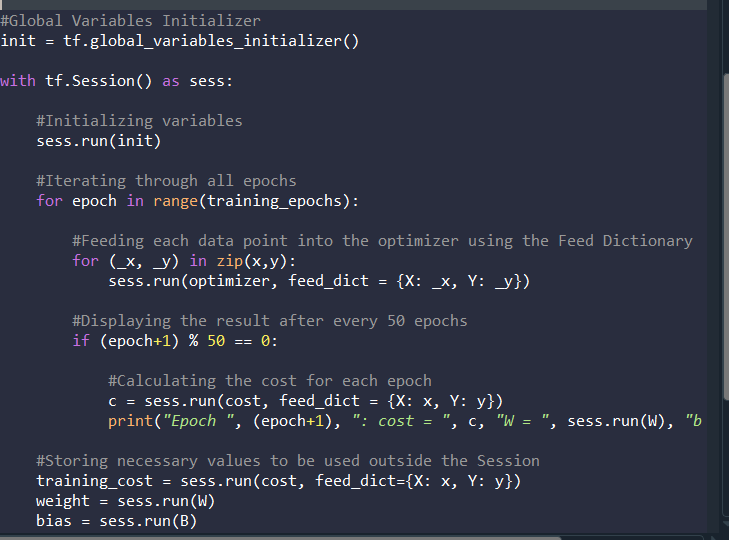 #Global Variables Initializer
init = tf.global_variables_initializer()
with tf.Session() as sess:
#Initializing variables
sess.run(init)
#Iterating through all epochs
for epoch in range(training_epochs):
#Feeding each data point into the optimizer using the Feed Dictionary
for (_x, _y) in zip(x,y):
sess.run(optimizer, feed_dict = {X: _x, Y: _y})
#Displaying the result after every 50 epochs
if (epoch+1) % 50 == 0:
#Calculating the cost for each epoch
c = sess.run(cost, feed_dict = {X: x, Y: y})
print("Epoch ", (epoch+1), ": cost = ", c, "W = ", sess.run(W), "b
#Storing necessary values to be used outside the Session
training_cost = sess.run(cost, feed_dict={X: x, Y: y})
weight = sess.run(W)
bias = sess.run(B)